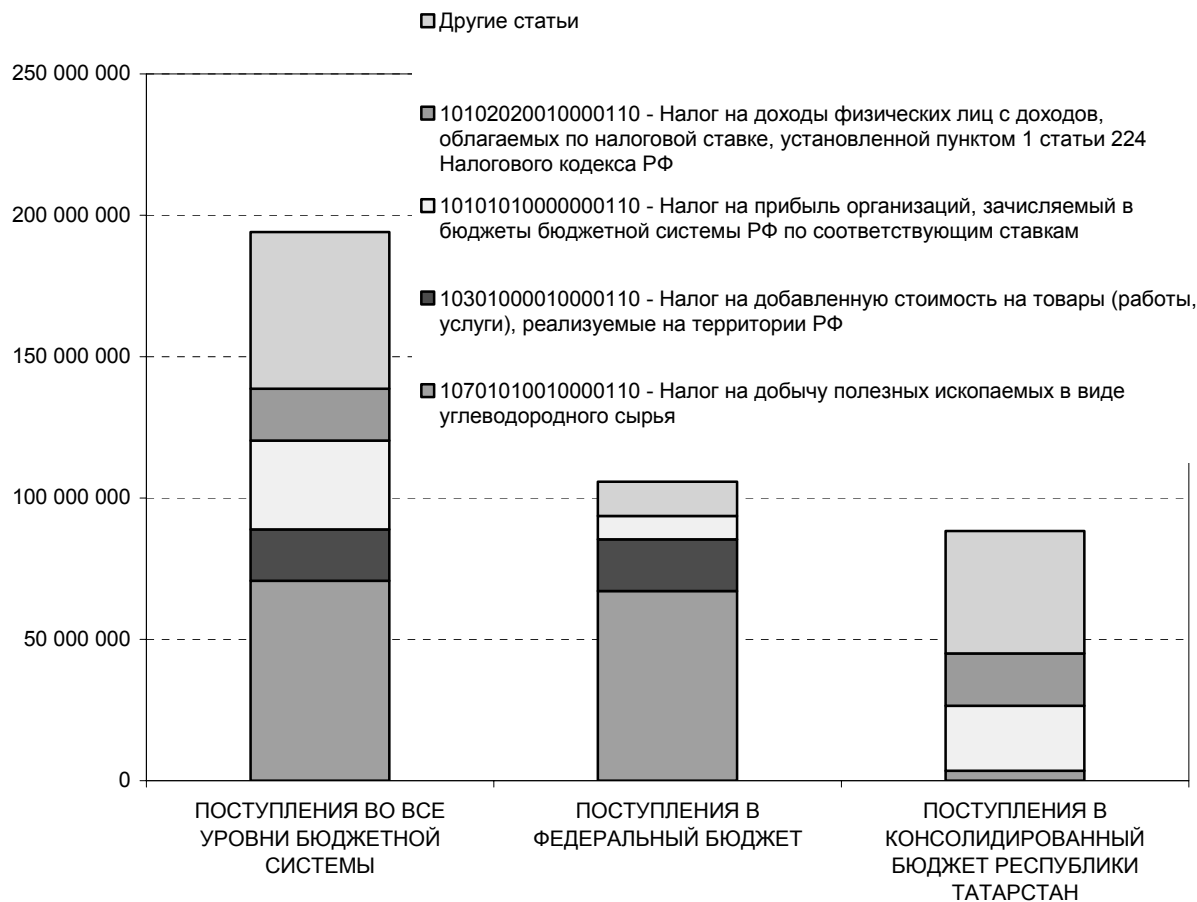 Другие статьи
250 000 000
10102020010000110 - Налог на доходы физических лиц с доходов,
облагаемых по налоговой ставке, установленной пунктом 1 статьи 224
Налогового кодекса РФ
200 000 000
10101010000000110 - Налог на прибыль организаций, зачисляемый в
бюджеты бюджетной системы РФ по соответствующим ставкам
10301000010000110 - Налог на добавленную стоимость на товары (работы,
услуги), реализуемые на территории РФ
150 000 000
10701010010000110 - Налог на добычу полезных ископаемых в виде
углеводородного сырья
100 000 000
50 000 000
0
ПОСТУПЛЕНИЯ ВО ВСЕ
УРОВНИ БЮДЖЕТНОЙ
СИСТЕМЫ
ПОСТУПЛЕНИЯ В
ФЕДЕРАЛЬНЫЙ БЮДЖЕТ
ПОСТУПЛЕНИЯ В
КОНСОЛИДИРОВАННЫЙ
БЮДЖЕТ РЕСПУБЛИКИ
ТАТАРСТАН